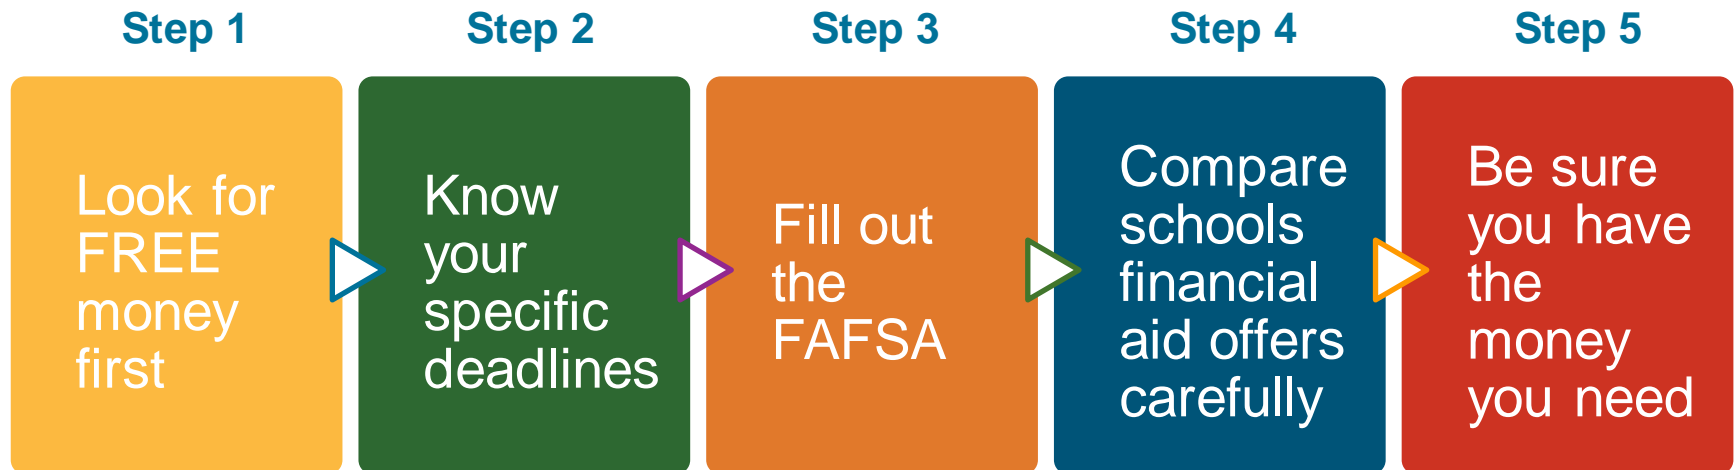 Step 1
Look for
FREE
money
first
Step 2
Know
your
specific
deadlines
Step 3
Fill out
the
FAFSA
Step 4
Compare
schools
financial
aid offers
carefully
Step 5
Be sure
you have
the
money
you need